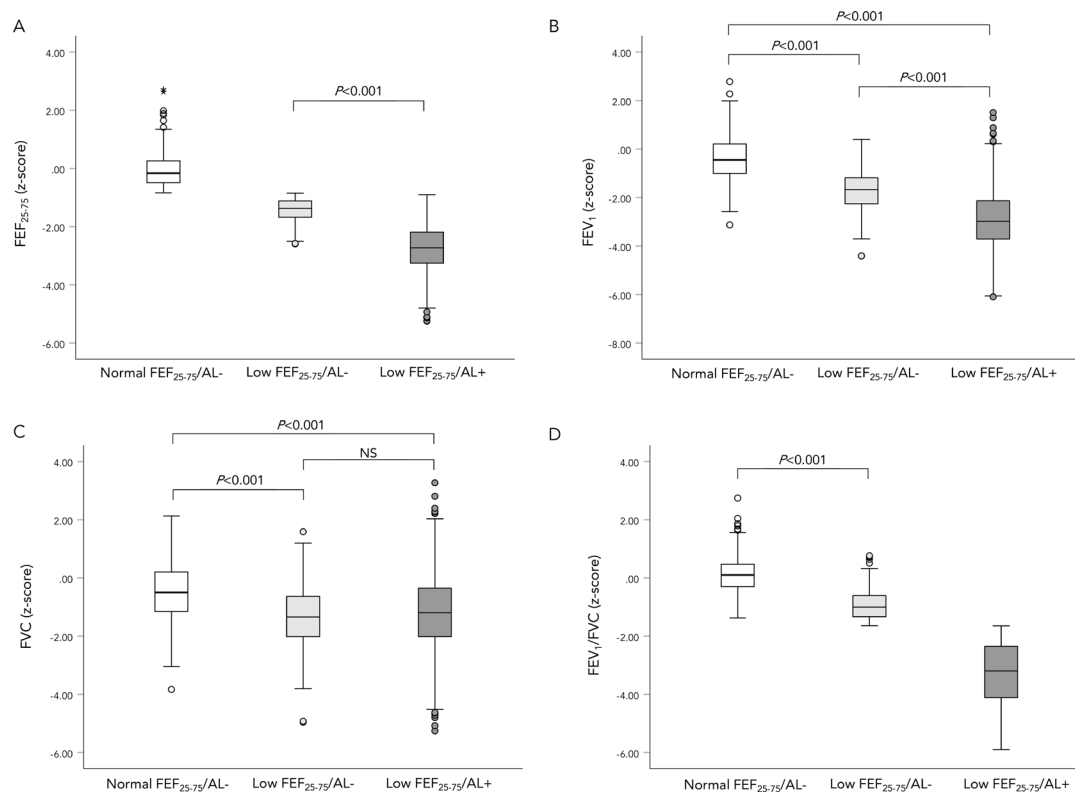 A
4.00
2.00
.00
-2.00
-4.00
-6.00
FEF25-75 (z-score)
P<0.001
Normal FEF25-75/AL-
Low FEF25-75/AL-
Low FEF25-75/AL+
B
4.00
2.00
.00
-2.00
-4.00
-6.00
-8.00
FEV1 (z-score)
P<0.001
P<0.001
P<0.001
Normal FEF25-75/AL-
Low FEF25-75/AL-
Low FEF25-75/AL+
C
4.00
2.00
.00
-2.00
-4.00
-6.00
FVC (z-score)
P<0.001
NS
P<0.001
Normal FEF25-75/AL-
Low FEF25-75/AL-
Low FEF25-75/AL+
D
4.00
2.00
.00
-2.00
-4.00
-6.00
FEV1/FVC (z-score)
P<0.001
Normal FEF25-75/AL-
Low FEF25-75/AL-
Low FEF25-75/AL+